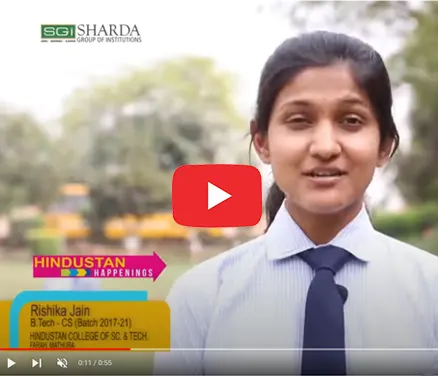 SGI SHARDA
GROUP OF INSTITUTIONS
HINDUSTAN
HAPPENINGS
Rishika Jain
B.Tech - CS (Batch 2017-21)
HINDUSTAN COLLEGE OF SC. & TECH.
FARAH, MATHURA
0:11 / 0:55